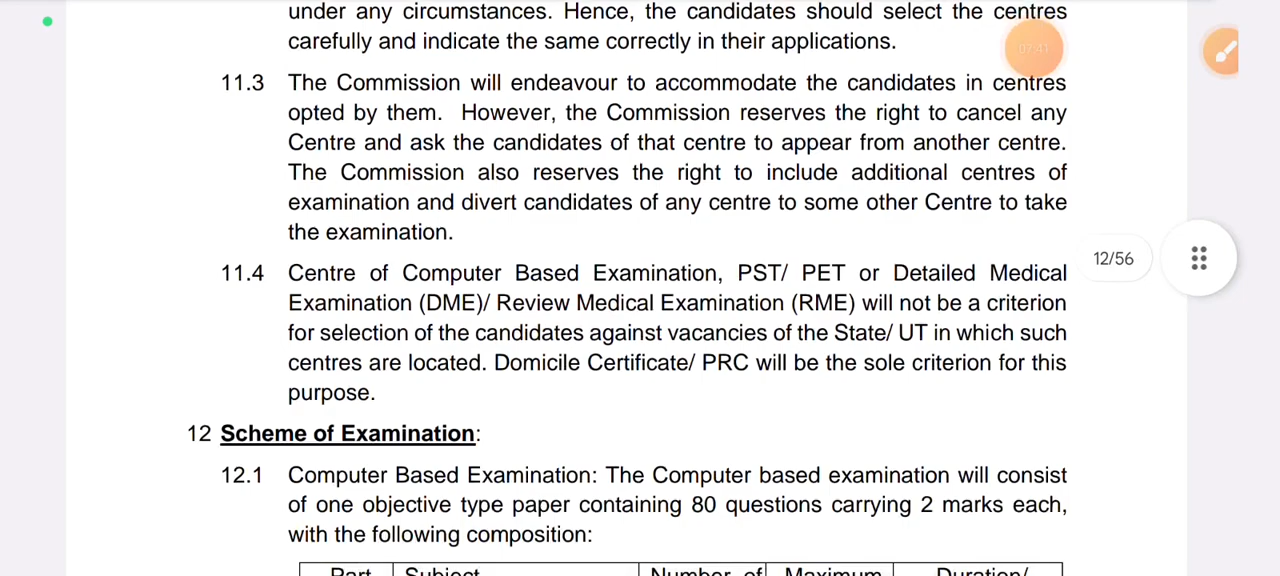 under any circumstances. Hence, the candidates should select the centres
carefully and indicate the same correctly in their applications.
07:41
11.3 The Commission will endeavour to accommodate the candidates in centres
opted by them. However, the Commission reserves the right to cancel any
Centre and ask the candidates of that centre to appear from another centre.
The Commission also reserves the right to include additional centres of
examination and divert candidates of any centre to some other Centre to take
the examination.
12/56
11.4 Centre of Computer Based Examination, PST/ PET or Detailed Medical
Examination (DME)/ Review Medical Examination (RME) will not be a criterion
for selection of the candidates against vacancies of the State/ UT in which such
centres are located. Domicile Certificate/ PRC will be the sole criterion for this
purpose.
12 Scheme of Examination:
12.1 Computer Based Examination: The Computer based examination will consist
of one objective type paper containing 80 questions carrying 2 marks each,
with the following composition:
Part Subject Number of Maximum Duration/